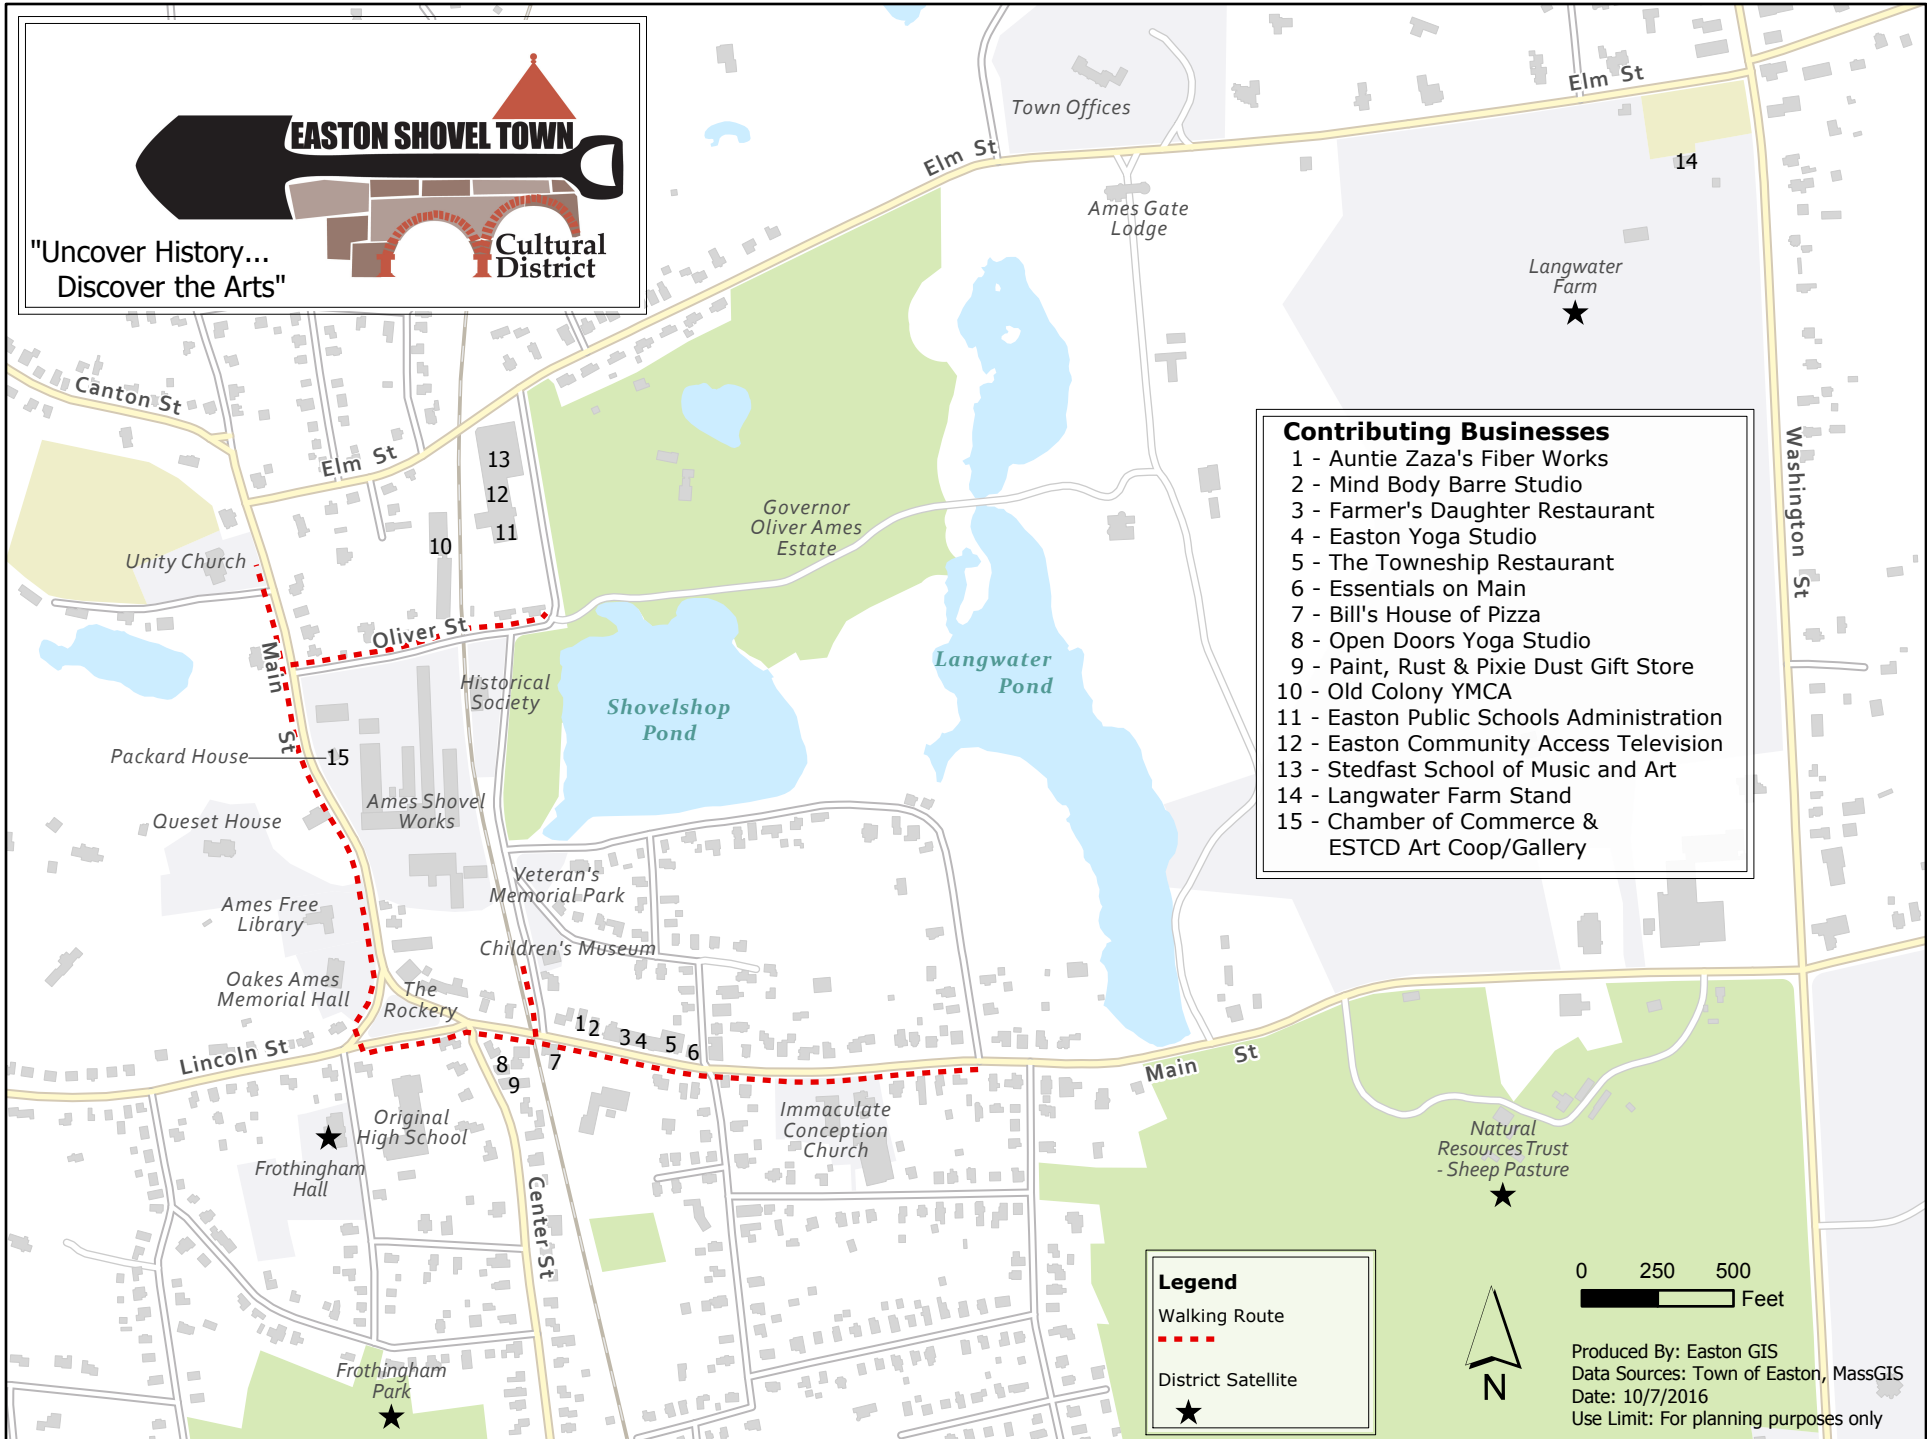 EASTON SHOVEL TOWN
Cultural
District
"Uncover History...
Discover the Arts"
Town Offices
Elm St
Elm St
14
Ames Gate
Lodge
Langwater
Farm
Canton St
Elm St
13
12
11
10
Governor
Oliver Ames
Estate
Unity Church
Oliver St
Main St
Historical
Society
Shovelshop
Pond
Langwater
Pond
Washington St
Packard House
15
Ames Shovel
Works
Queset House
Veteran's
Memorial Park
Ames Free
Library
Children's Museum
Oakes Ames
Memorial Hall
The
Rockery
Lincoln St
1
2
3
4
5
6
7
8
9
Main St
Original
High School
Immaculate
Conception
Church
Frothingham
Hall
Center St
Natural
Resources Trust
- Sheep Pasture
Frothingham
Park
Contributing Businesses
1 - Auntie Zaza's Fiber Works
2 - Mind Body Barre Studio
3 - Farmer's Daughter Restaurant
4 - Easton Yoga Studio
5 - The Towneship Restaurant
6 - Essentials on Main
7 - Bill's House of Pizza
8 - Open Doors Yoga Studio
9 - Paint, Rust & Pixie Dust Gift Store
10 - Old Colony YMCA
11 - Easton Public Schools Administration
12 - Easton Community Access Television
13 - Stedfast School of Music and Art
14 - Langwater Farm Stand
15 - Chamber of Commerce &
ESTCD Art Coop/Gallery
Legend
Walking Route
District Satellite
N
0 250 500
Feet
Produced By: Easton GIS
Data Sources: Town of Easton, MassGIS
Date: 10/7/2016
Use Limit: For planning purposes only